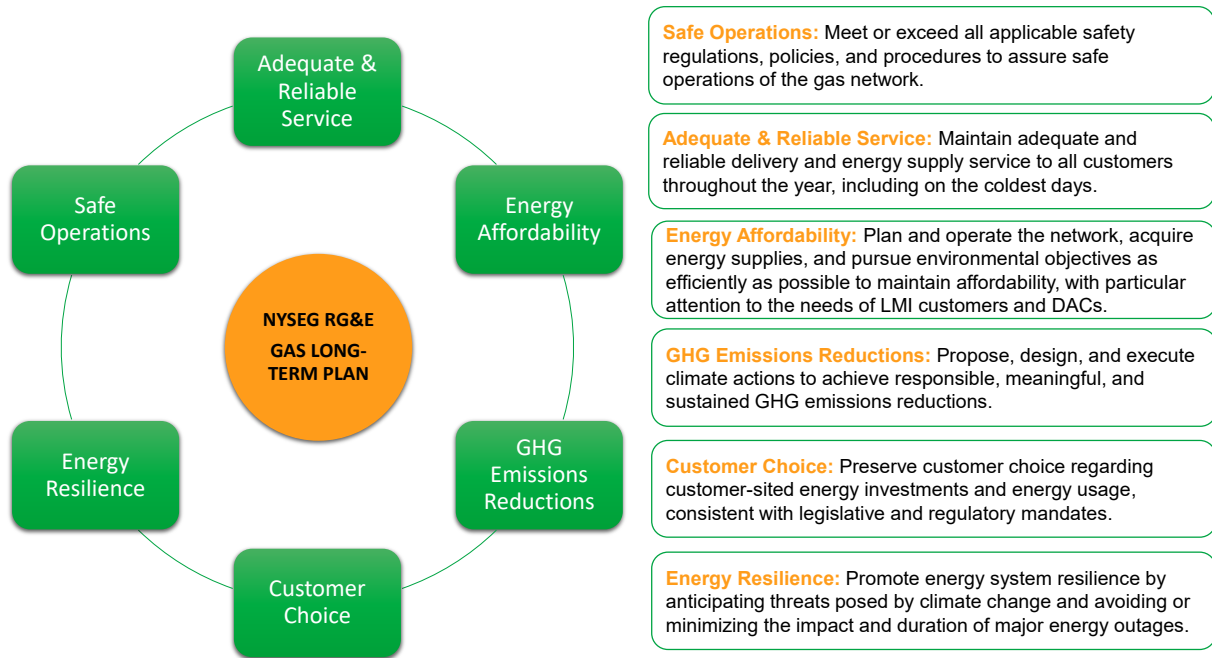 Adequate &
Reliable
Service
Safe
Operations
Energy
Affordability
NYSEG RG&E
GAS LONG-
TERM PLAN
Energy
Resilience
GHG
Emissions
Reductions
Customer
Choice
Safe Operations: Meet or exceed all applicable safety
regulations, policies, and procedures to assure safe
operations of the gas network.
Adequate & Reliable Service: Maintain adequate and
reliable delivery and energy supply service to all customers
throughout the year, including on the coldest days.
Energy Affordability: Plan and operate the network, acquire
energy supplies, and pursue environmental objectives as
efficiently as possible to maintain affordability, with particular
attention to the needs of LMI customers and DACs.
GHG Emissions Reductions: Propose, design, and execute
climate actions to achieve responsible, meaningful, and
sustained GHG emissions reductions.
Customer Choice: Preserve customer choice regarding
customer-sited energy investments and energy usage,
consistent with legislative and regulatory mandates.
Energy Resilience: Promote energy system resilience by
anticipating threats posed by climate change and avoiding or
minimizing the impact and duration of major energy outages.